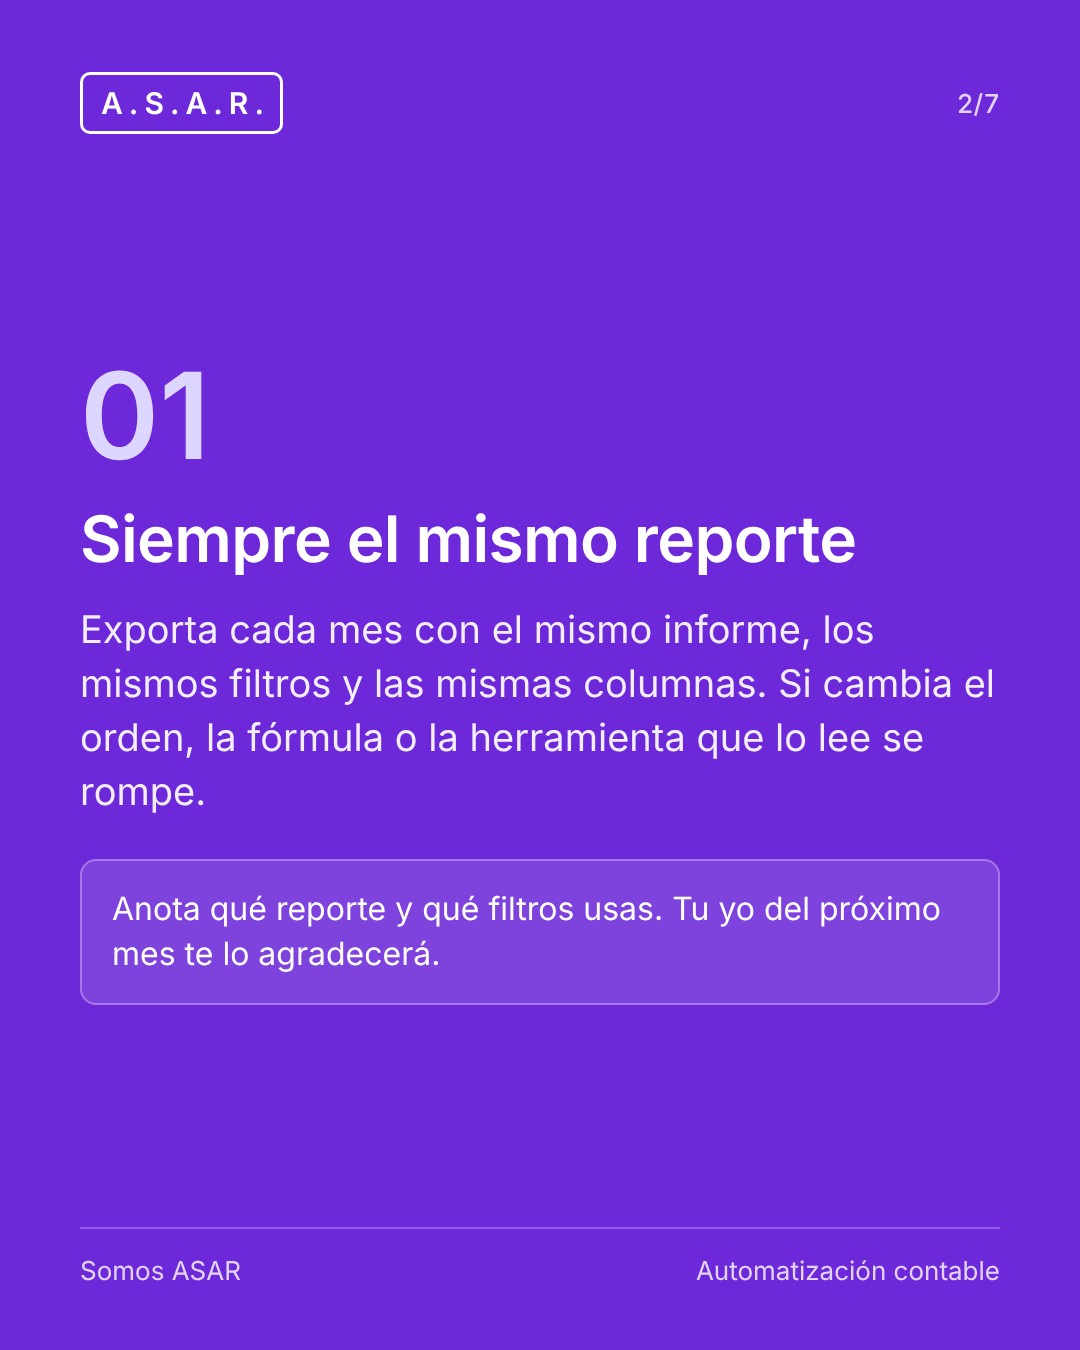 A.S.A.R.
2/7
01
Siempre el mismo reporte
Exporta cada mes con el mismo informe, los
mismos filtros y las mismas columnas. Si cambia el
orden, la fórmula o la herramienta que lo lee se
rompe.
Anota qué reporte y qué filtros usas. Tu yo del próximo
mes te lo agradecerá.
Somos ASAR
Automatización contable